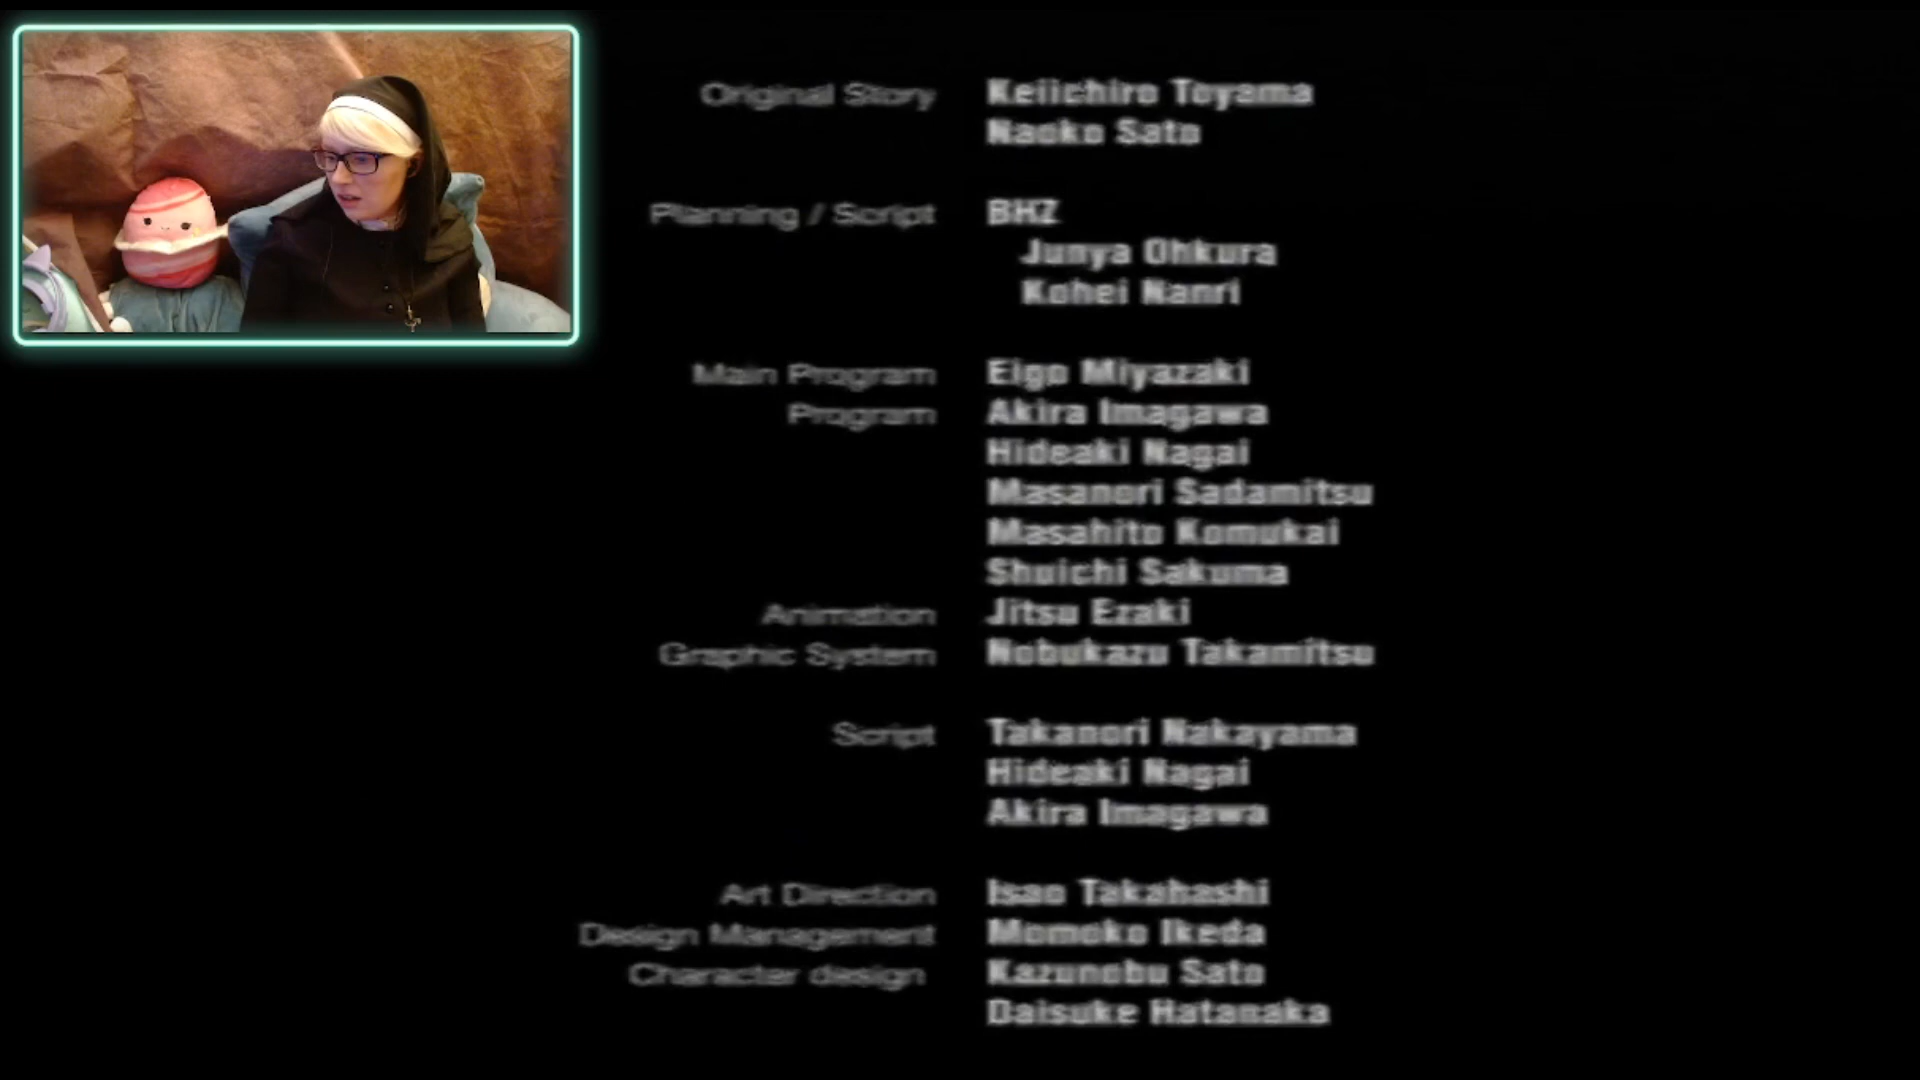 Original Story Keiichiro Toyama
Naoko Sato
Planning / Script BHZ
Junya Ohkura
Kohei Nanri
Main Program Eigo Miyazaki
Program Akira Imagawa
Hideaki Nagai
Masanori Sadamitsu
Masahito Komukai
Shuichi Sakuma
Animation Jitsu Ezaki
Graphic System Nobukazu Takamitsu
Script Takanori Nakayama
Hideaki Nagai
Akira Imagawa
Art Direction Isao Takahashi
Design Management Momoko Ikeda
Character design Kazunobu Sato
Daisuke Hatanaka